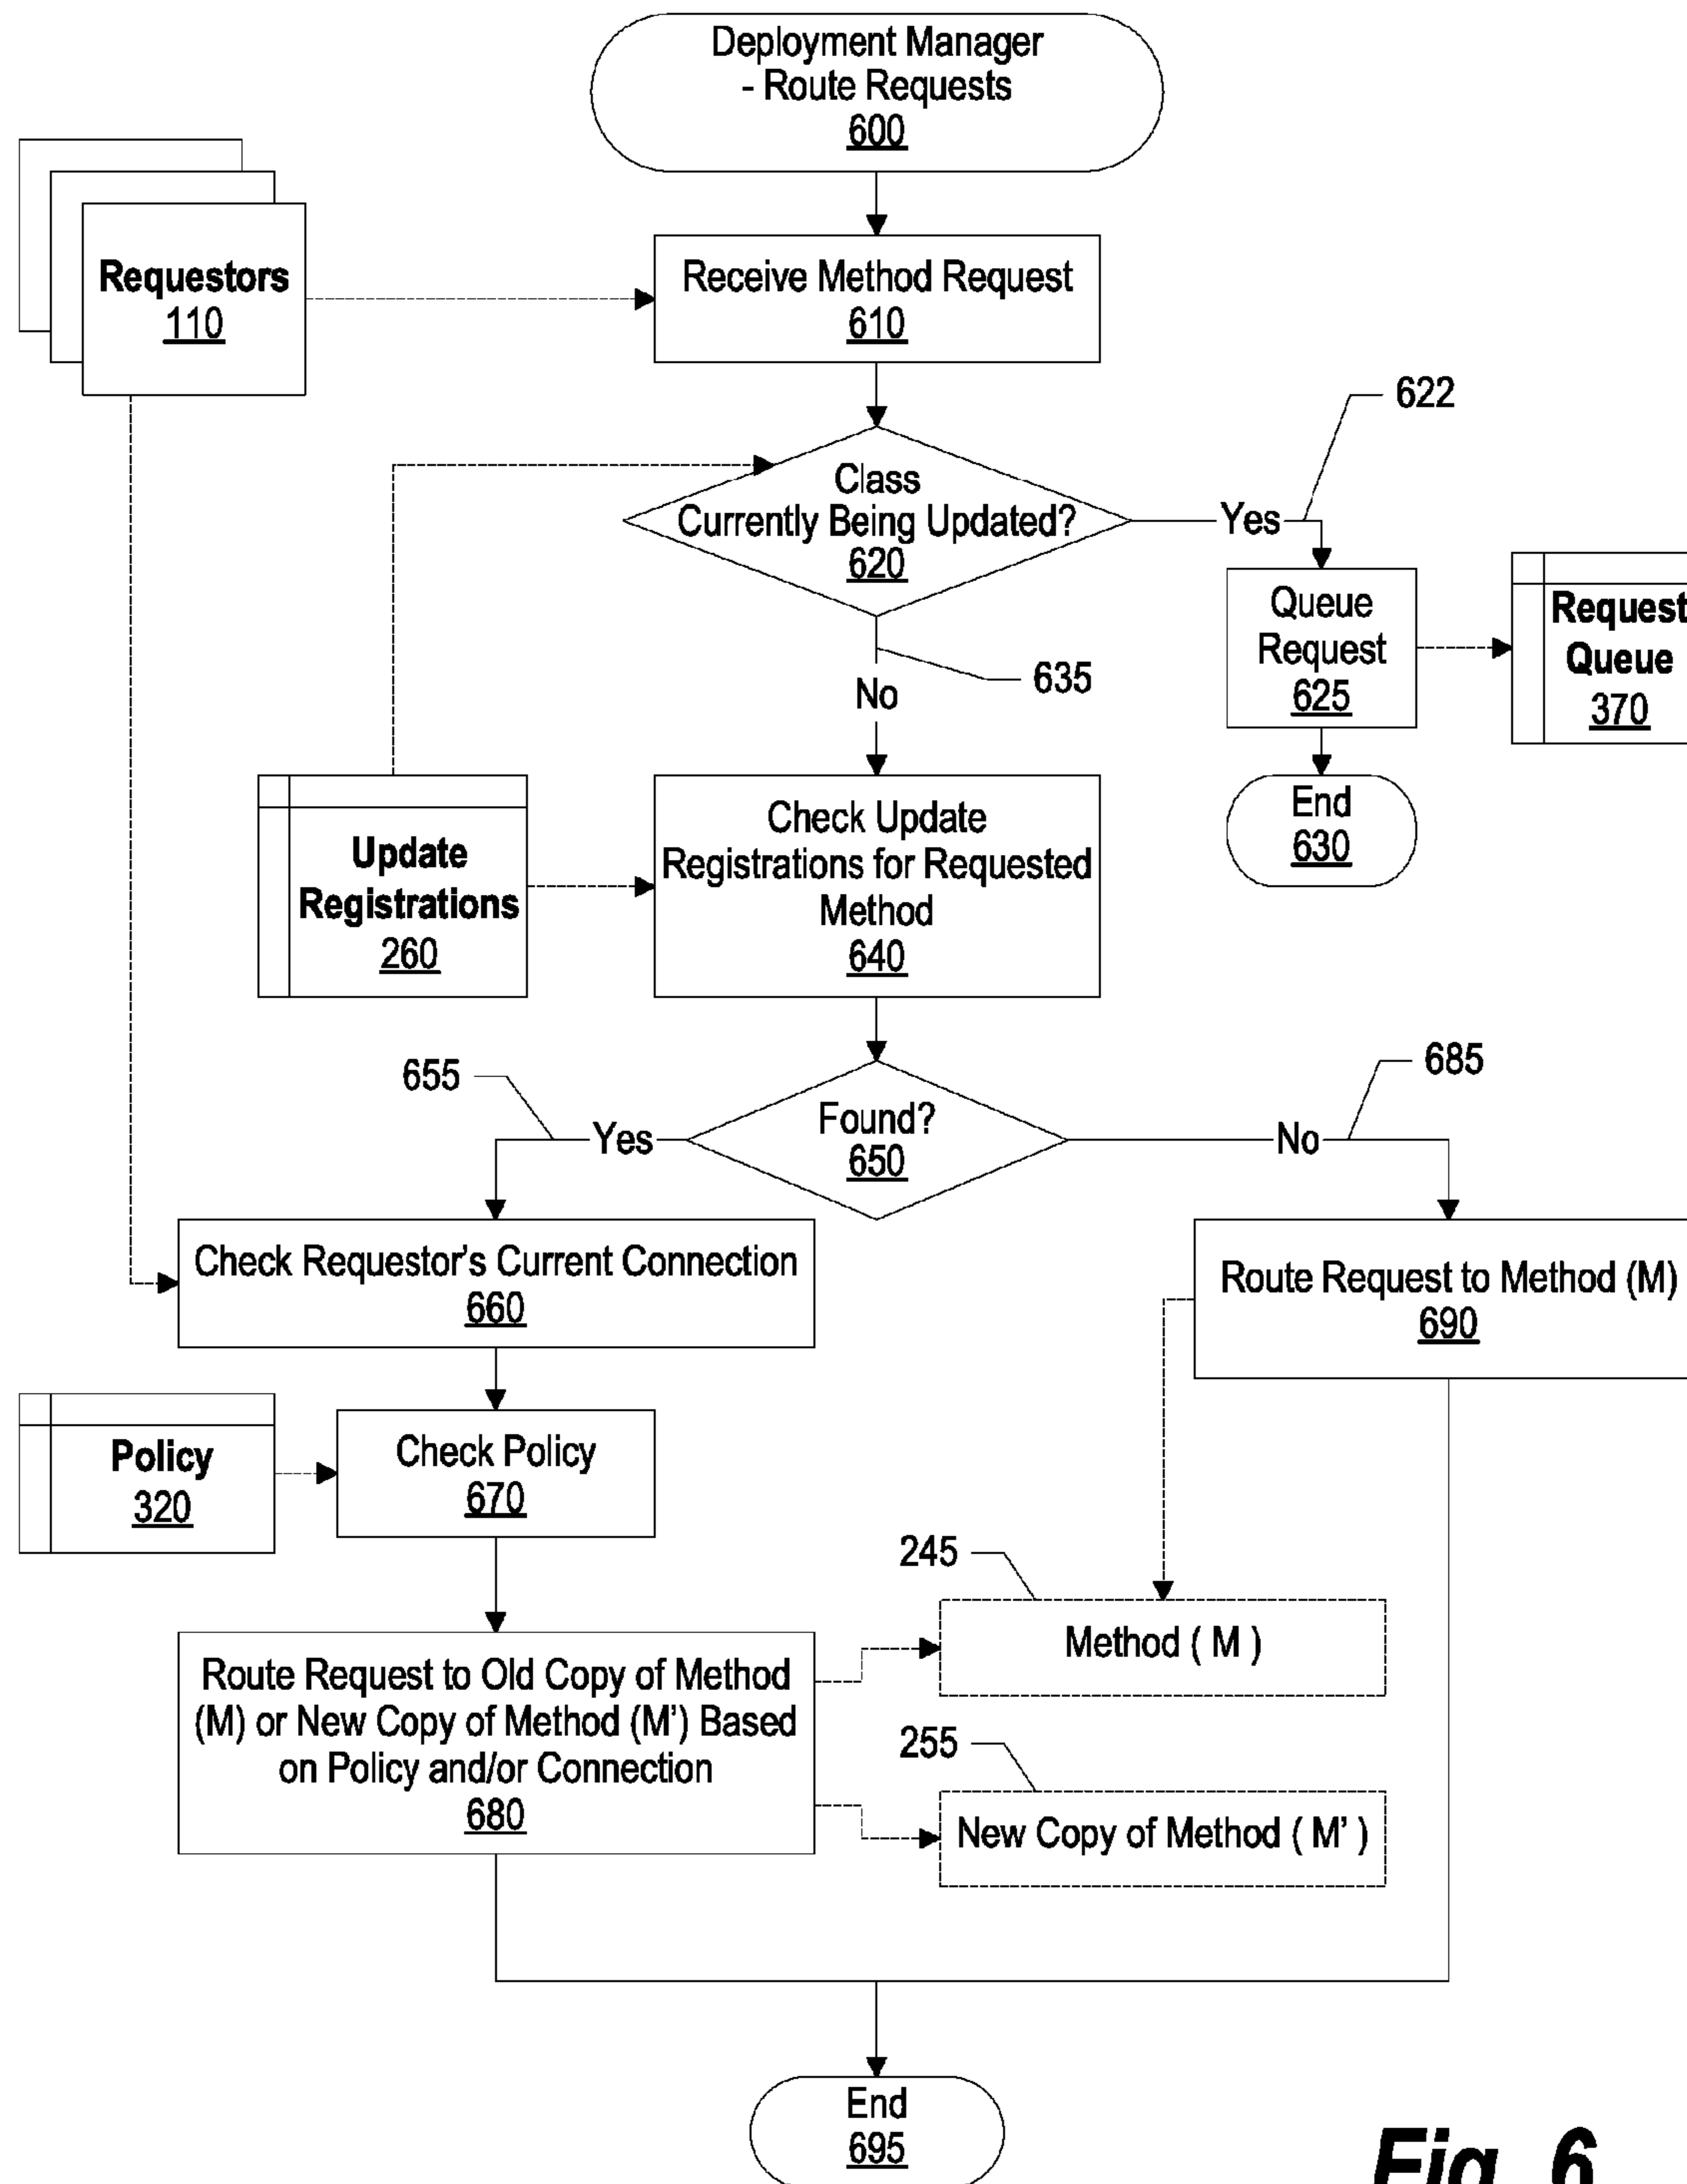 Deployment Manager
- Route Requests
600
Requestors
110
Receive Method Request
610
622
Class
Currently Being Updated?
620
Yes
Queue
Request
625
Request
Queue
370
635
No
End
630
Update
Registrations
260
Check Update
Registrations for Requested
Method
640
655
685
Found?
650
Yes
No
Check Requestor's Current Connection
660
Route Request to Method (M)
690
Policy
320
Check Policy
670
245
Method ( M )
Route Request to Old Copy of Method
(M) or New Copy of Method (M') Based
on Policy and/or Connection
680
255
New Copy of Method ( M' )
End
695
Fig. 6